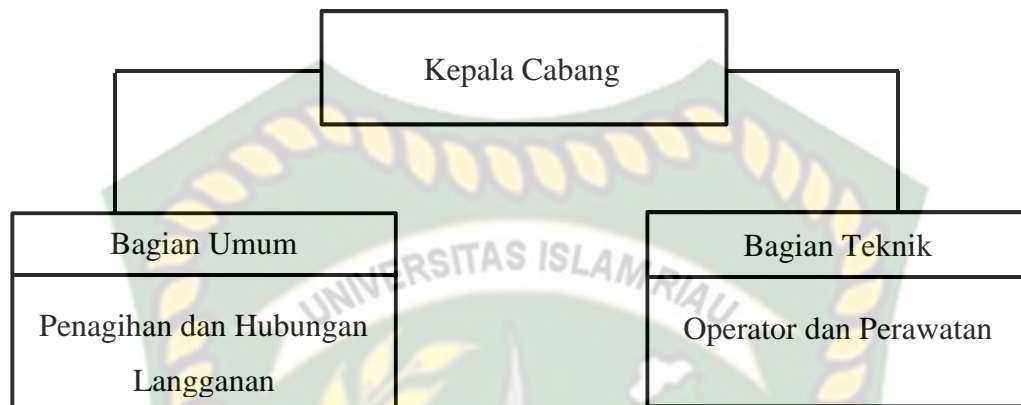 Kepala Cabang
Bagian Umum
Bagian Teknik
UNIVERSITAS ISLAM RIAU
Penagihan dan Hubungan
Langganan
Operator dan Perawatan